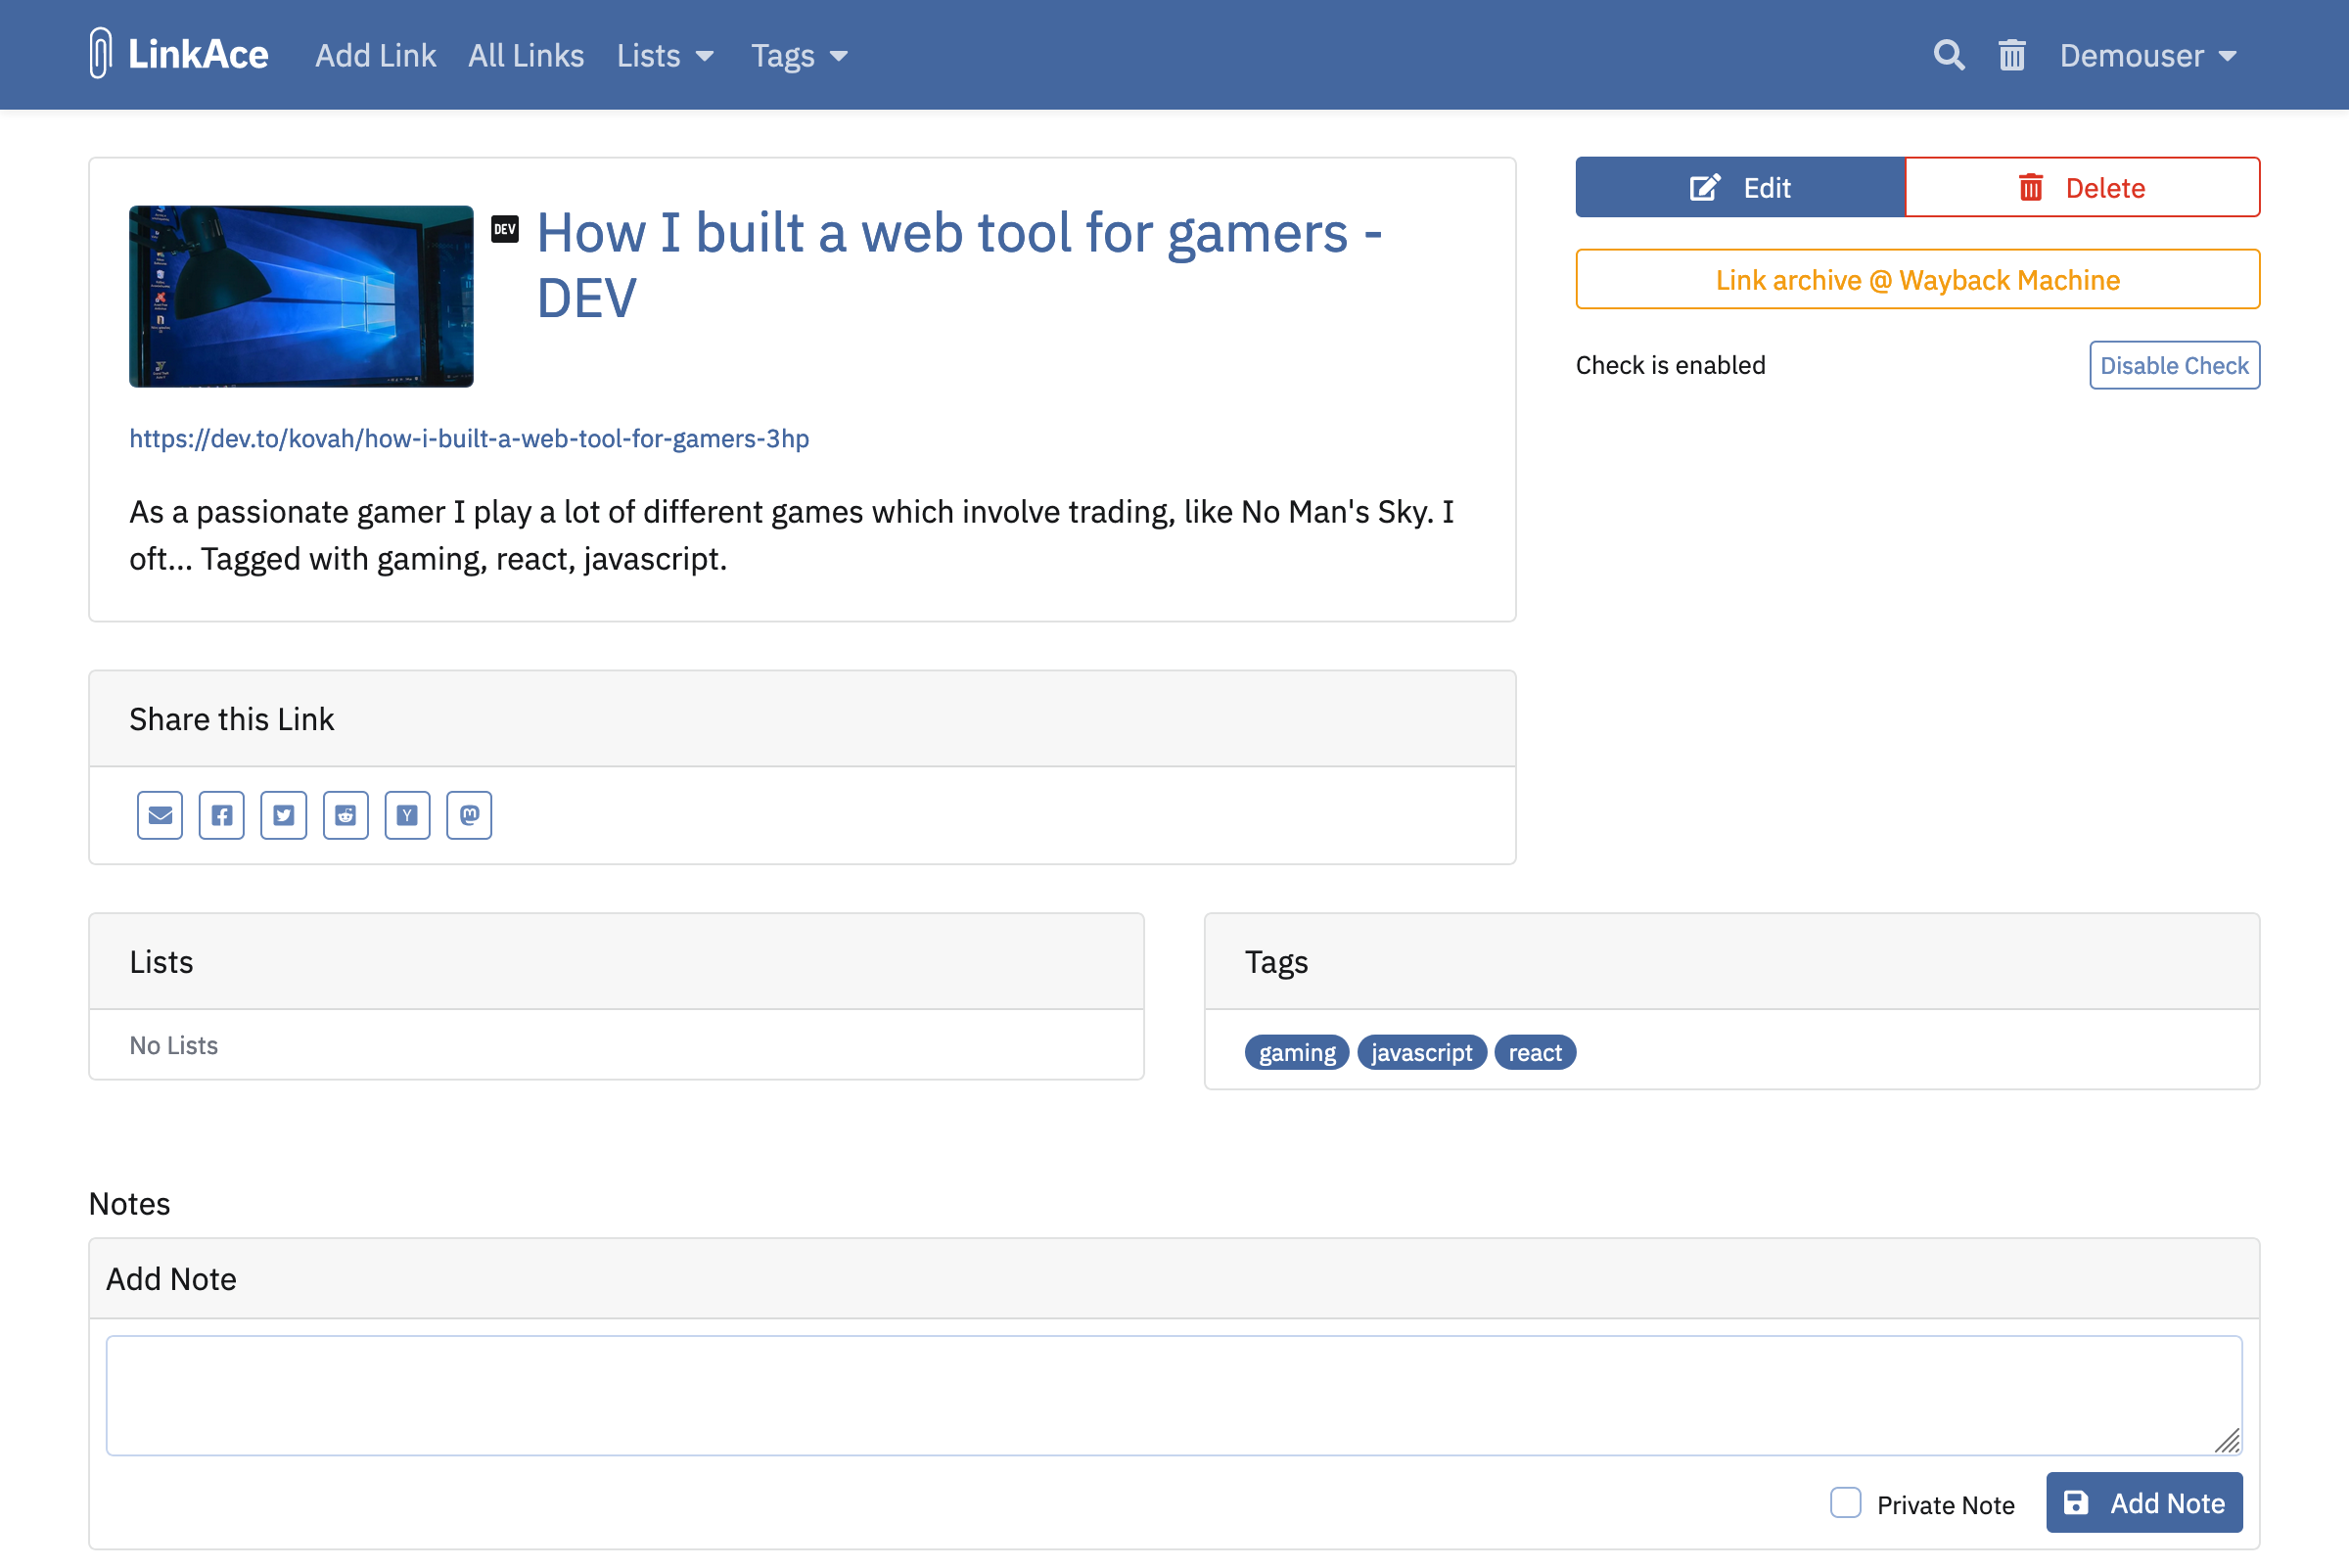 LinkAce Add Link All Links Lists Tags Demouser
DEV How I built a web tool for gamers -
DEV
https://dev.to/kovah/how-i-built-a-web-tool-for-gamers-3hp
As a passionate gamer I play a lot of different games which involve trading, like No Man's Sky. I
oft... Tagged with gaming, react, javascript.
Edit Delete
Link archive @ Wayback Machine
Check is enabled Disable Check
Share this Link
Lists
No Lists
Tags
gaming javascript react
Notes
Add Note
Private Note Add Note